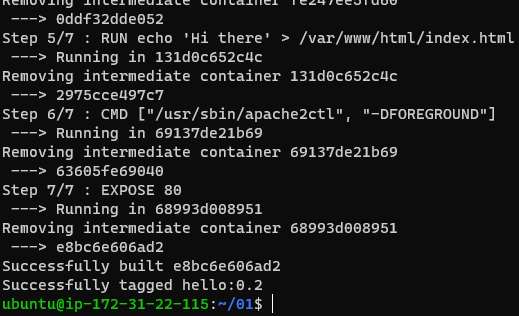 Removing intermediate container fe247ee5fd60
 ---> 0ddf32dde052
Step 5/7 : RUN echo 'Hi there' > /var/www/html/index.html
 ---> Running in 131d0c652c4c
Removing intermediate container 131d0c652c4c
 ---> 2975cce497c7
Step 6/7 : CMD ["/usr/sbin/apache2ctl", "-DFOREGROUND"]
 ---> Running in 69137de21b69
Removing intermediate container 69137de21b69
 ---> 63605fe69040
Step 7/7 : EXPOSE 80
 ---> Running in 68993d008951
Removing intermediate container 68993d008951
 ---> e8bc6e606ad2
Successfully built e8bc6e606ad2
Successfully tagged hello:0.2
ubuntu@ip-172-31-22-115:~/01$